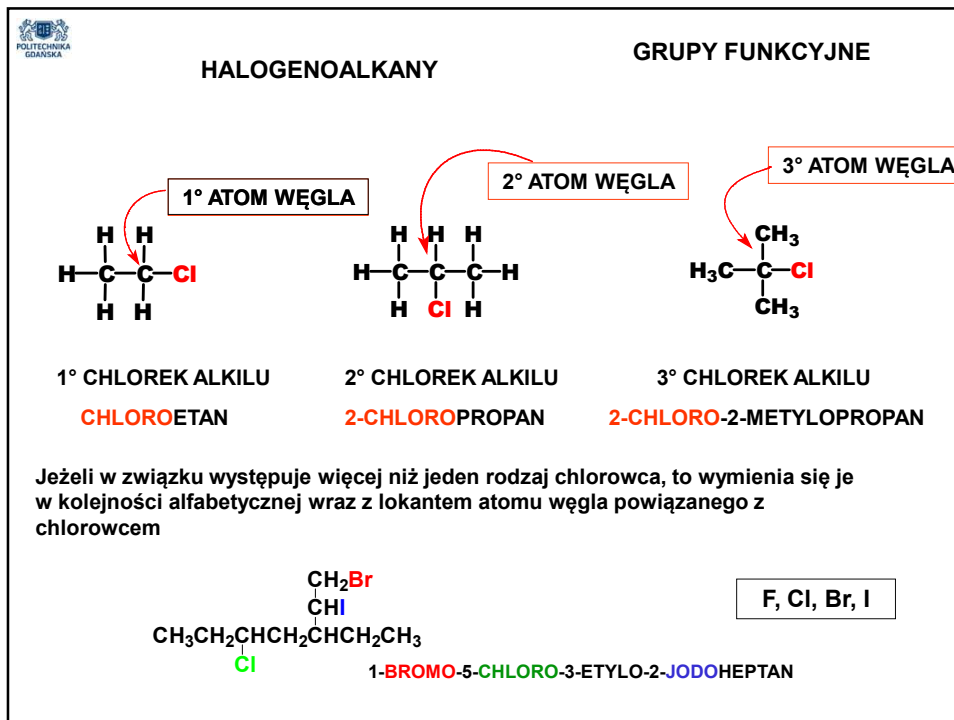 POLITECHNIKA
GDAŃSKA
HALOGENOALKANY
GRUPY FUNKCYJNE
1° ATOM WĘGLA
2° ATOM WĘGLA
3° ATOM WĘGLA
H H
H–C–C–Cl
H H
H H H
H–C–C–C–H
H Cl H
CH₃
H₃C–C–Cl
CH₃
1° CHLOREK ALKILU
2° CHLOREK ALKILU
3° CHLOREK ALKILU
CHLOROETAN
2-CHLOROPROPAN
2-CHLORO-2-METYLOPROPAN
Jeżeli w związku występuje więcej niż jeden rodzaj chlorowca, to wymienia się je
w kolejności alfabetycznej wraz z lokantem atomu węgla powiązanego z
chlorowcem
CH₂Br
CHI
CH₃CH₂CHCH₂CHCH₂CH₃
Cl
F, Cl, Br, I
1-BROMO-5-CHLORO-3-ETYLO-2-JODOHEPTAN